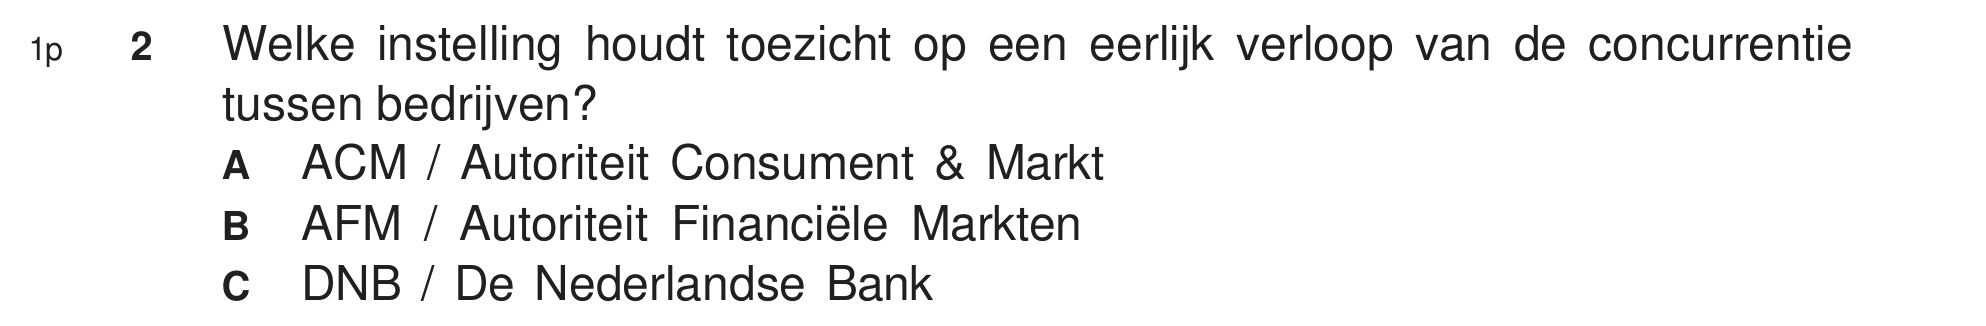 1p 2 Welke instelling houdt toezicht op een eerlijk verloop van de concurrentie
tussen bedrijven?
A ACM / Autoriteit Consument & Markt
B AFM / Autoriteit Financiële Markten
C DNB / De Nederlandse Bank